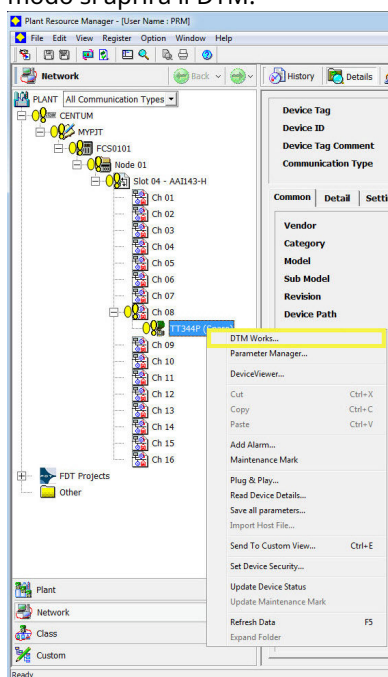 modo si aprirà il DTM.
Plant Resource Manager - [User Name : PRM]
File Edit View Register Option Window Help
Network Back History Details
PLANT All Communication Types
CENTUM
MYPJT
FCS0101
Node 01
Slot 04 - AAI143-H
Ch 01
Ch 02
Ch 03
Ch 04
Ch 05
Ch 06
Ch 07
Ch 08
TT344P
Ch 09
Ch 10
Ch 11
Ch 12
Ch 13
Ch 14
Ch 15
Ch 16
FDT Projects
Other
Plant
Network
Class
Custom
Ready
Device Tag
Device ID
Device Tag Comment
Communication Type
Common Detail Setti
Vendor
Category
Model
Sub Model
Revision
Device Path
DTM Works...
Parameter Manager...
DeviceViewer...
Cut Ctrl+X
Copy Ctrl+C
Paste Ctrl+V
Add Alarm...
Maintenance Mark
Plug & Play...
Read Device Details...
Save all parameters...
Import Host File...
Send To Custom View... Ctrl+E
Set Device Security...
Update Device Status
Update Maintenance Mark
Refresh Data F5
Expand Folder